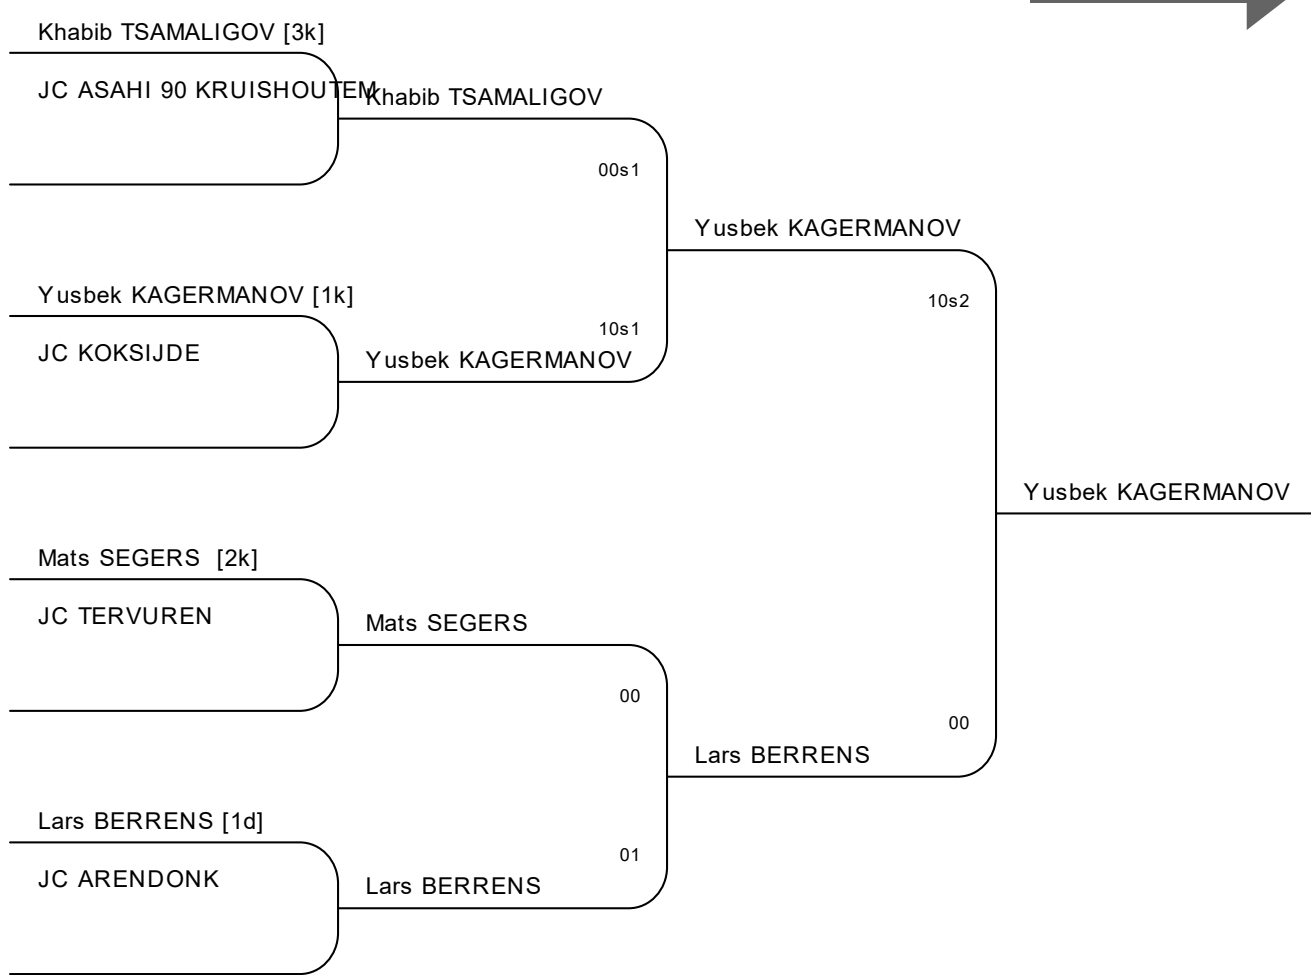 Khabib TSAMALIGOV [3k]
JC ASAHI 90 KRUISHOUTEM
Khabib TSAMALIGOV
00s1
Yusbek KAGERMANOV
Yusbek KAGERMANOV [1k]
10s2
10s1
JC KOKSIJDE
Yusbek KAGERMANOV
Yusbek KAGERMANOV
Mats SEGERS [2k]
JC TERVUREN
Mats SEGERS
00
00
Lars BERRENS
Lars BERRENS [1d]
01
JC ARENDONK
Lars BERRENS